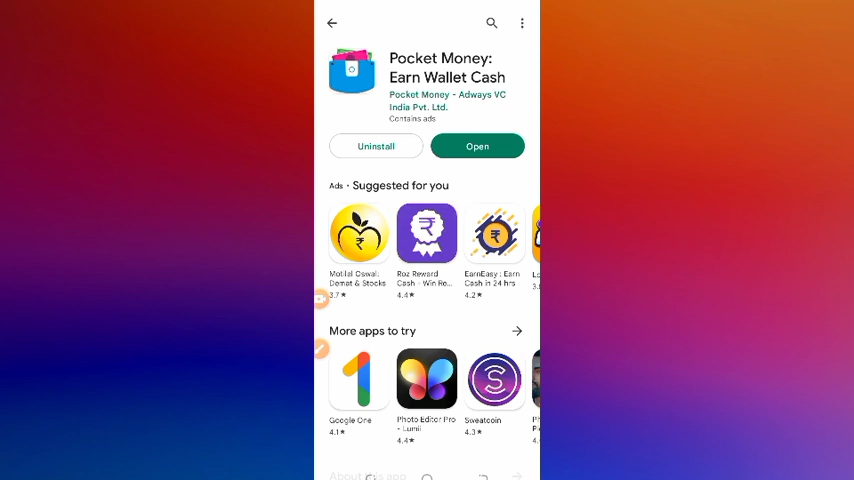 Pocket Money:
Earn Wallet Cash
Pocket Money - Adways VC
India Pvt. Ltd.
Contains ads
Uninstall
Open
Ads • Suggested for you
Motilal Oswal:
Demat & Stocks
3.7★
Roz Reward
Cash - Win Re...
4.4★
EarnEasy : Earn
Cash in 24 hrs
4.2★
More apps to try
Google One
4.1★
Photo Editor Pro
- Lumii
4.4★
Sweatcoin
4.3★
About this app